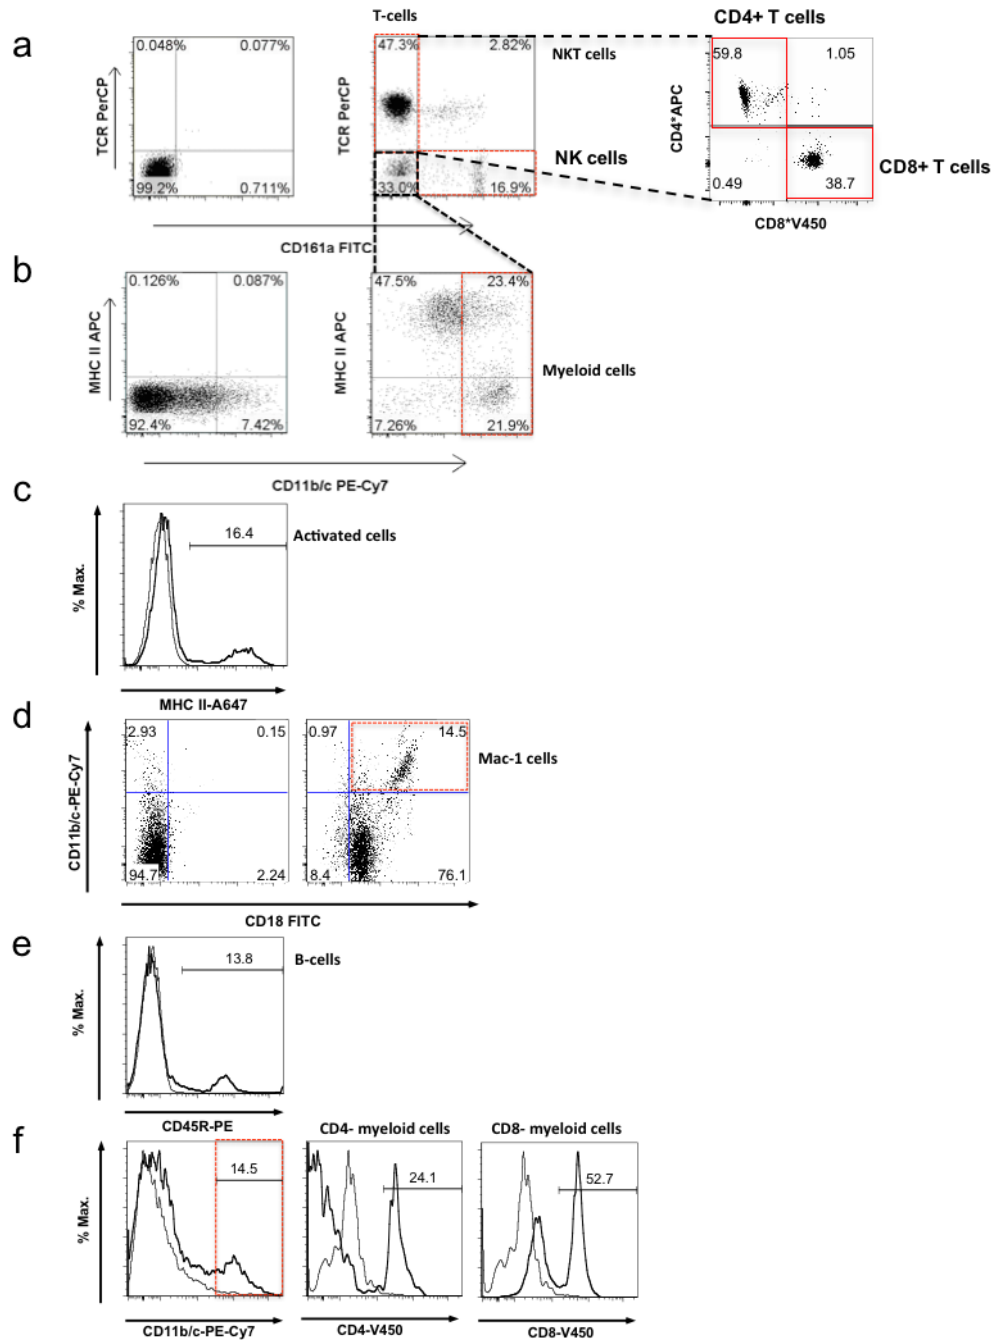 a
T-cells
CD4+ T cells
0.048%
0.077%
99.2%
0.711%
TCR PerCP
47.3%
2.82%
33.0%
16.9%
TCR PerCP
NKT cells
NK cells
59.8
1.05
0.49
38.7
CD4*APC
CD8*V450
CD8+ T cells
CD161a FITC
b
0.126%
0.087%
92.4%
7.42%
MHC II APC
47.5%
23.4%
7.26%
21.9%
MHC II APC
Myeloid cells
CD11b/c PE-Cy7
c
16.4
Activated cells
% Max.
MHC II-A647
d
2.93
0.15
94.7
2.24
0.97
14.5
8.4
76.1
CD11b/c-PE-Cy7
Mac-1 cells
CD18 FITC
e
13.8
B-cells
% Max.
CD45R-PE
f
14.5
% Max.
CD11b/c-PE-Cy7
CD4- myeloid cells
24.1
CD4-V450
CD8- myeloid cells
52.7
CD8-V450